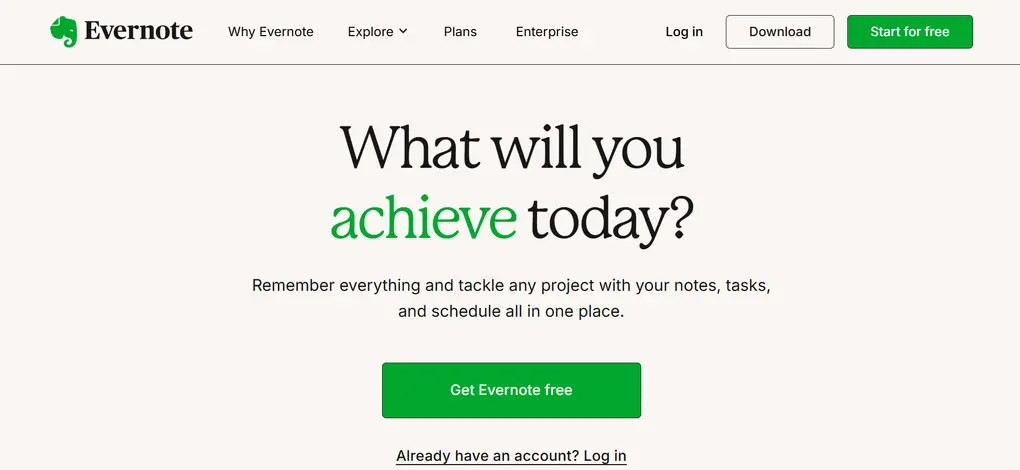 Evernote
Why Evernote
Explore
Plans
Enterprise
Log in
Download
Start for free
What will you
achieve today?
Remember everything and tackle any project with your notes, tasks,
and schedule all in one place.
Get Evernote free
Already have an account? Log in